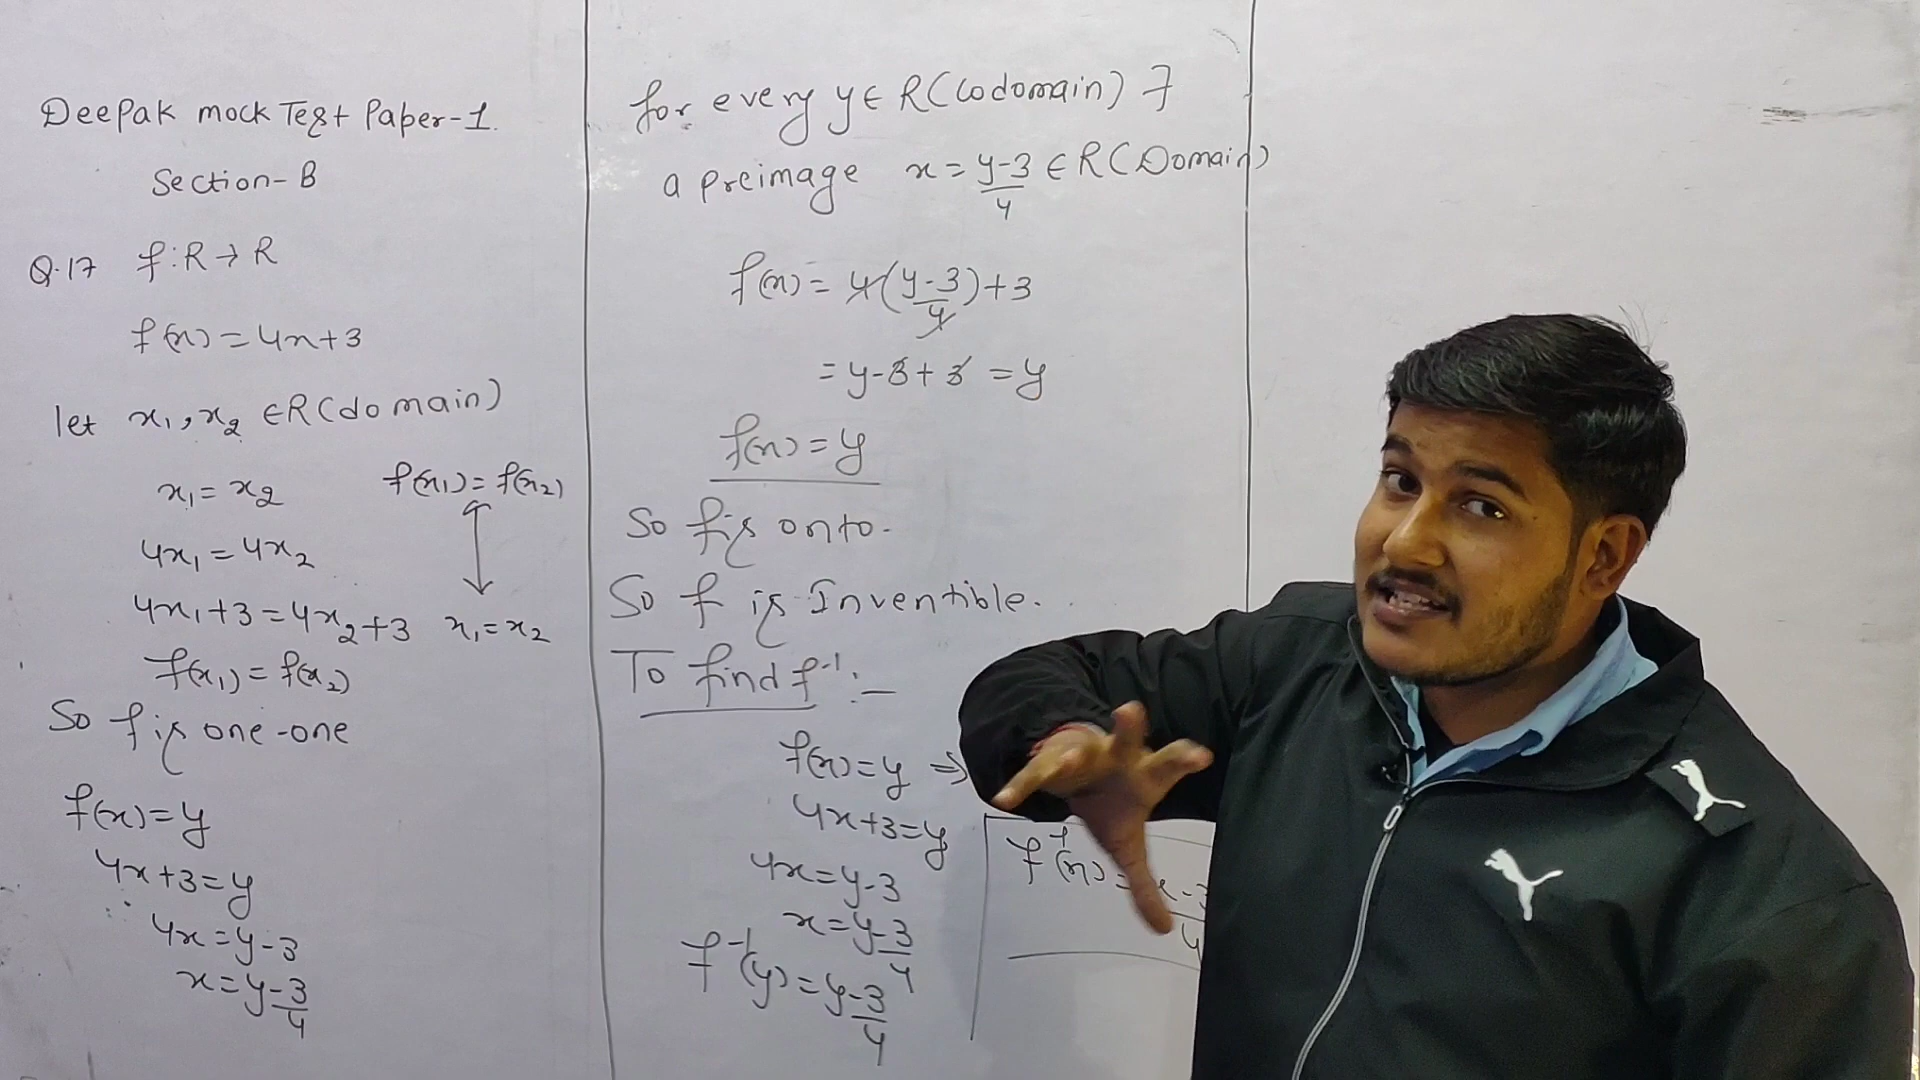 Deepak mock Test Paper-1.
Section-B
Q.17 f:R→R
f(x)=4x+3
let x₁,x₂ ∈R(domain)
x₁=x₂ f(x₁)=f(x₂)
4x₁=4x₂
4x₁+3=4x₂+3 x₁=x₂
f(x₁)=f(x₂)
So f is one-one
f(x)=y
4x+3=y
4x=y-3
x=y-3/4
for every y∈R(codomain) ∃
a preimage x=y-3/4 ∈R(Domain)
f(x)=4(y-3/4)+3
=y-3+3=y
f(x)=y
So f is onto.
So f is Inventible.
To find f⁻¹:-
f(x)=y ⇒
4x+3=y
4x=y-3
x=y-3/4
f⁻¹(y)=y-3/4
f⁻¹(x)=x-3/4